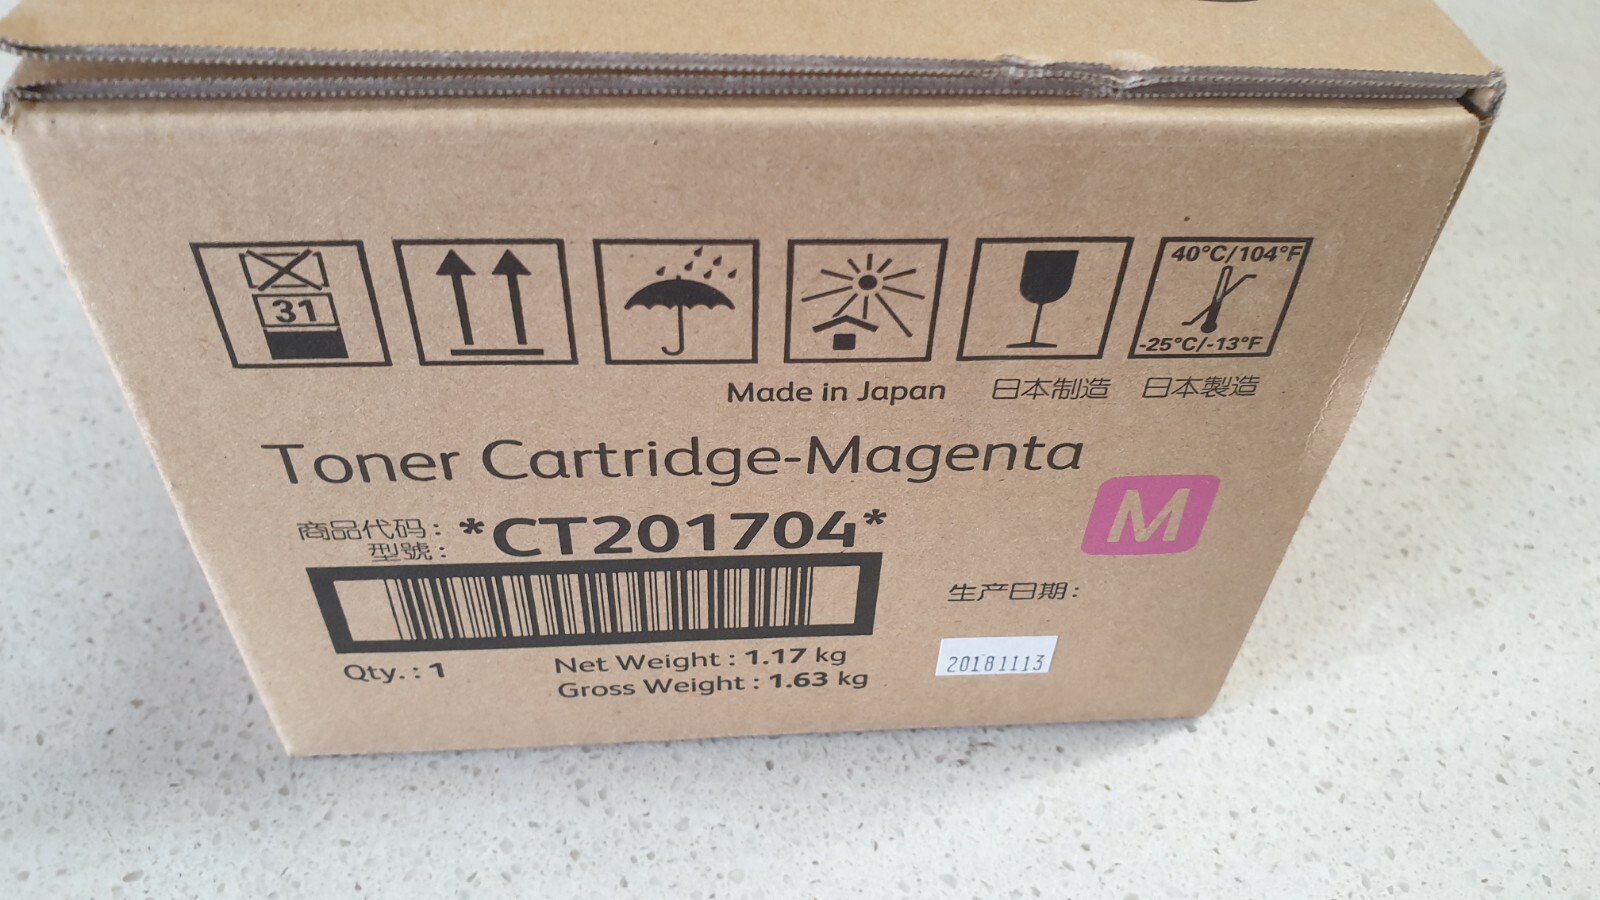 31
40°C/104°F
-25°C/-13°F
Made in Japan 日本制造 日本製造
Toner Cartridge-Magenta
M
商品代码: *CT201704*
型號:
生产日期:
Qty. : 1
Net Weight : 1.17 kg
Gross Weight : 1.63 kg
20181113